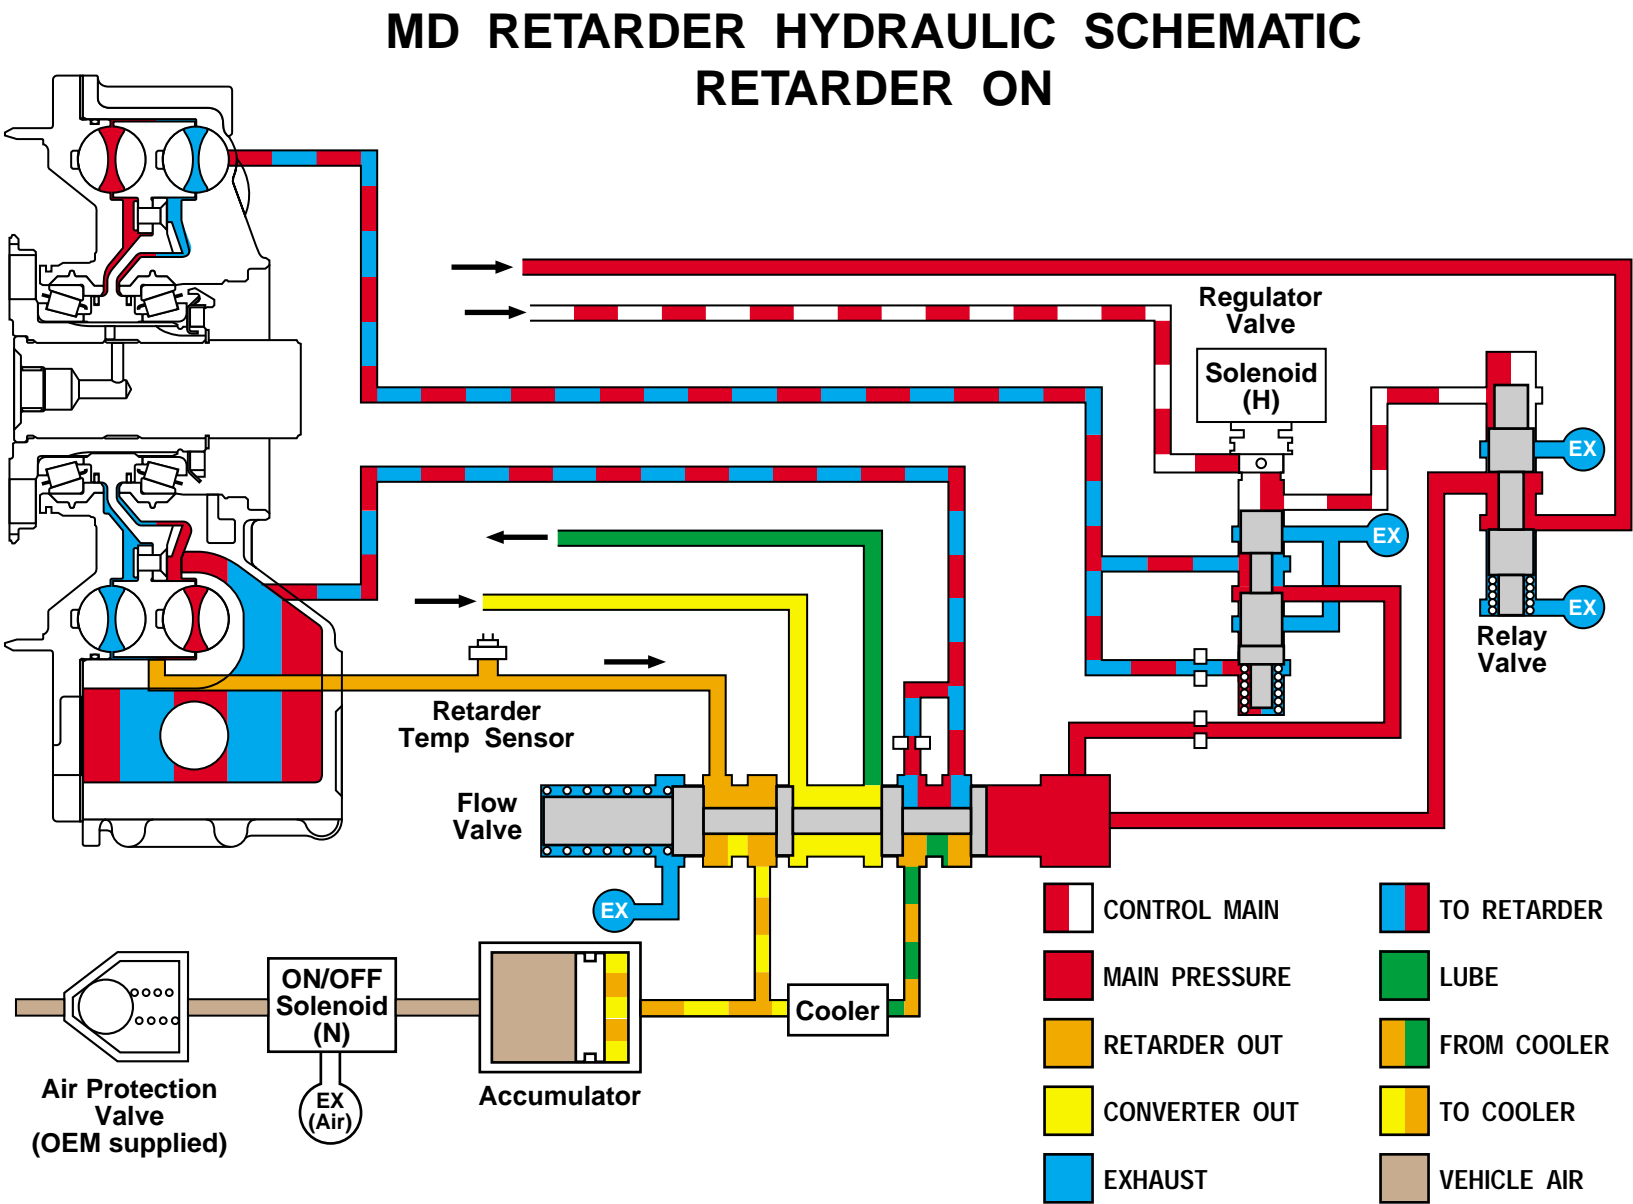 MD RETARDER HYDRAULIC SCHEMATIC
RETARDER ON
Regulator
Valve
Solenoid
(H)
EX
EX
EX
Relay
Valve
Retarder
Temp Sensor
Flow
Valve
EX
ON/OFF
Solenoid
(N)
EX
(Air)
Air Protection
Valve
(OEM supplied)
Accumulator
Cooler
CONTROL MAIN
MAIN PRESSURE
RETARDER OUT
CONVERTER OUT
EXHAUST
TO RETARDER
LUBE
FROM COOLER
TO COOLER
VEHICLE AIR